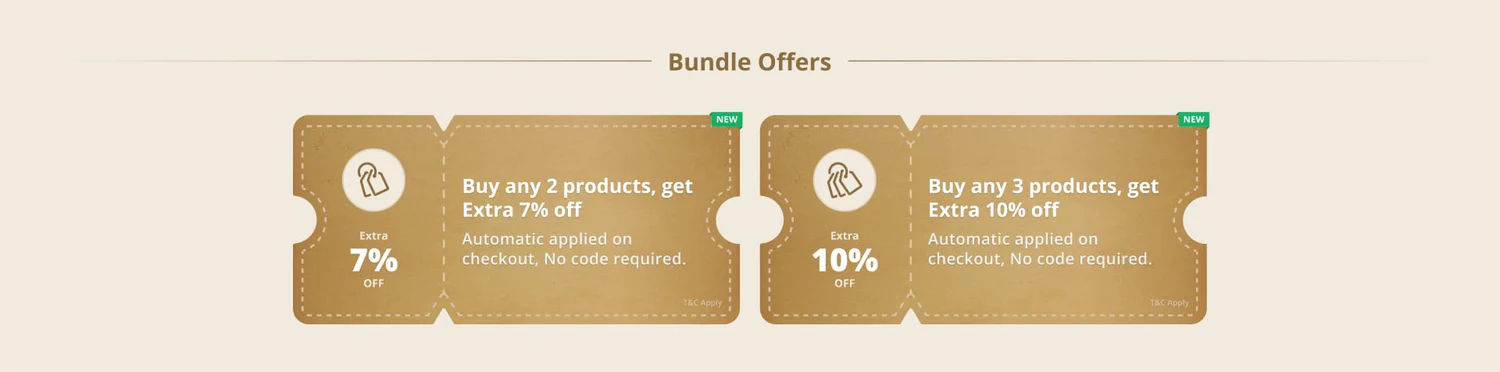 Bundle Offers
NEW
Extra
7%
OFF
Buy any 2 products, get
Extra 7% off
Automatic applied on
checkout, No code required.
T&C Apply
NEW
Extra
10%
OFF
Buy any 3 products, get
Extra 10% off
Automatic applied on
checkout, No code required.
T&C Apply